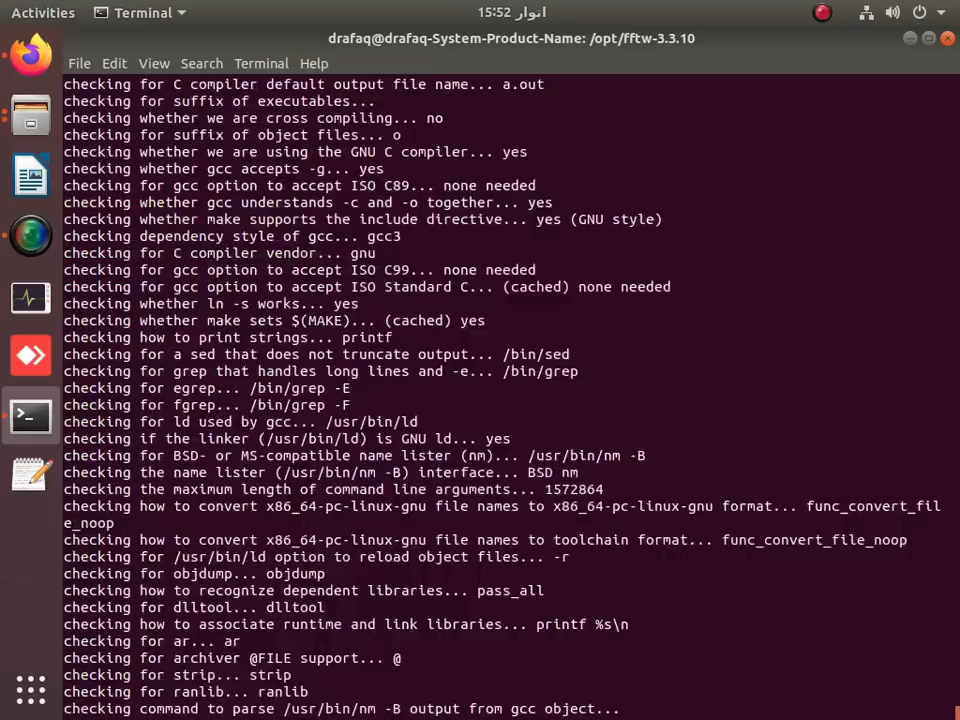 Activities Terminal 15:52 اتوار
drafaq@drafaq-System-Product-Name: /opt/fftw-3.3.10
File Edit View Search Terminal Help
checking for C compiler default output file name... a.out
checking for suffix of executables...
checking whether we are cross compiling... no
checking for suffix of object files... o
checking whether we are using the GNU C compiler... yes
checking whether gcc accepts -g... yes
checking for gcc option to accept ISO C89... none needed
checking whether gcc understands -c and -o together... yes
checking whether make supports the include directive... yes (GNU style)
checking dependency style of gcc... gcc3
checking for C compiler vendor... gnu
checking for gcc option to accept ISO C99... none needed
checking for gcc option to accept ISO Standard C... (cached) none needed
checking whether ln -s works... yes
checking whether make sets $(MAKE)... (cached) yes
checking how to print strings... printf
checking for a sed that does not truncate output... /bin/sed
checking for grep that handles long lines and -e... /bin/grep
checking for egrep... /bin/grep -E
checking for fgrep... /bin/grep -F
checking for ld used by gcc... /usr/bin/ld
checking if the linker (/usr/bin/ld) is GNU ld... yes
checking for BSD- or MS-compatible name lister (nm)... /usr/bin/nm -B
checking the name lister (/usr/bin/nm -B) interface... BSD nm
checking the maximum length of command line arguments... 1572864
checking how to convert x86_64-pc-linux-gnu file names to x86_64-pc-linux-gnu format... func_convert_fil
e_noop
checking how to convert x86_64-pc-linux-gnu file names to toolchain format... func_convert_file_noop
checking for /usr/bin/ld option to reload object files... -r
checking for objdump... objdump
checking how to recognize dependent libraries... pass_all
checking for dlltool... dlltool
checking how to associate runtime and link libraries... printf %s\n
checking for ar... ar
checking for archiver @FILE support... @
checking for strip... strip
checking for ranlib... ranlib
checking command to parse /usr/bin/nm -B output from gcc object...